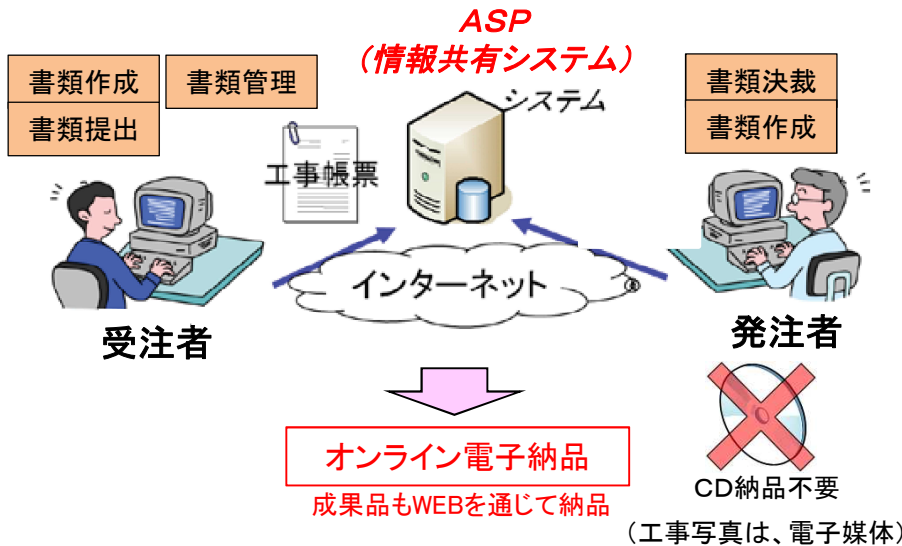 ASP
（情報共有システム）
書類作成
書類管理
書類提出
書類決裁
書類作成
システム
工事帳票
インターネット
受注者
発注者
オンライン電子納品
成果品もWEBを通じて納品
CD納品不要
（工事写真は、電子媒体）